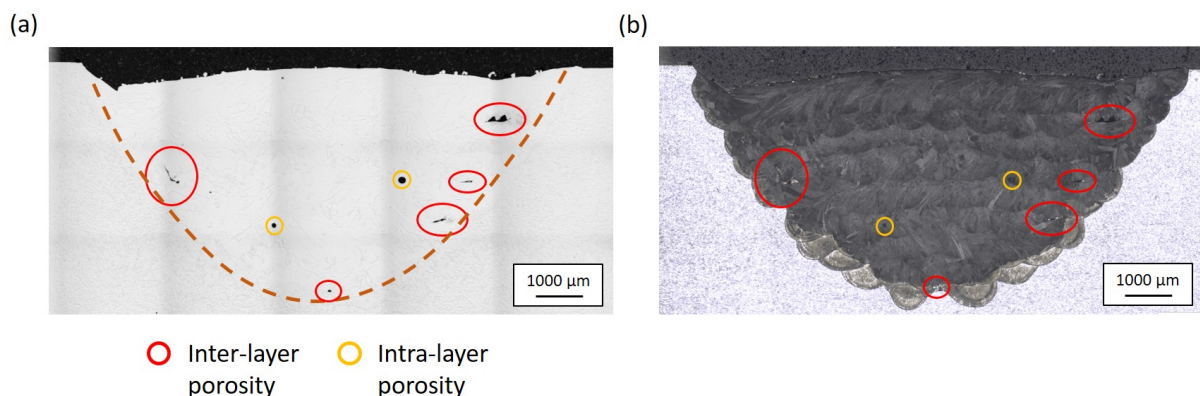 (a)
(b)
1000 µm
1000 µm
Inter-layer
porosity
Intra-layer
porosity